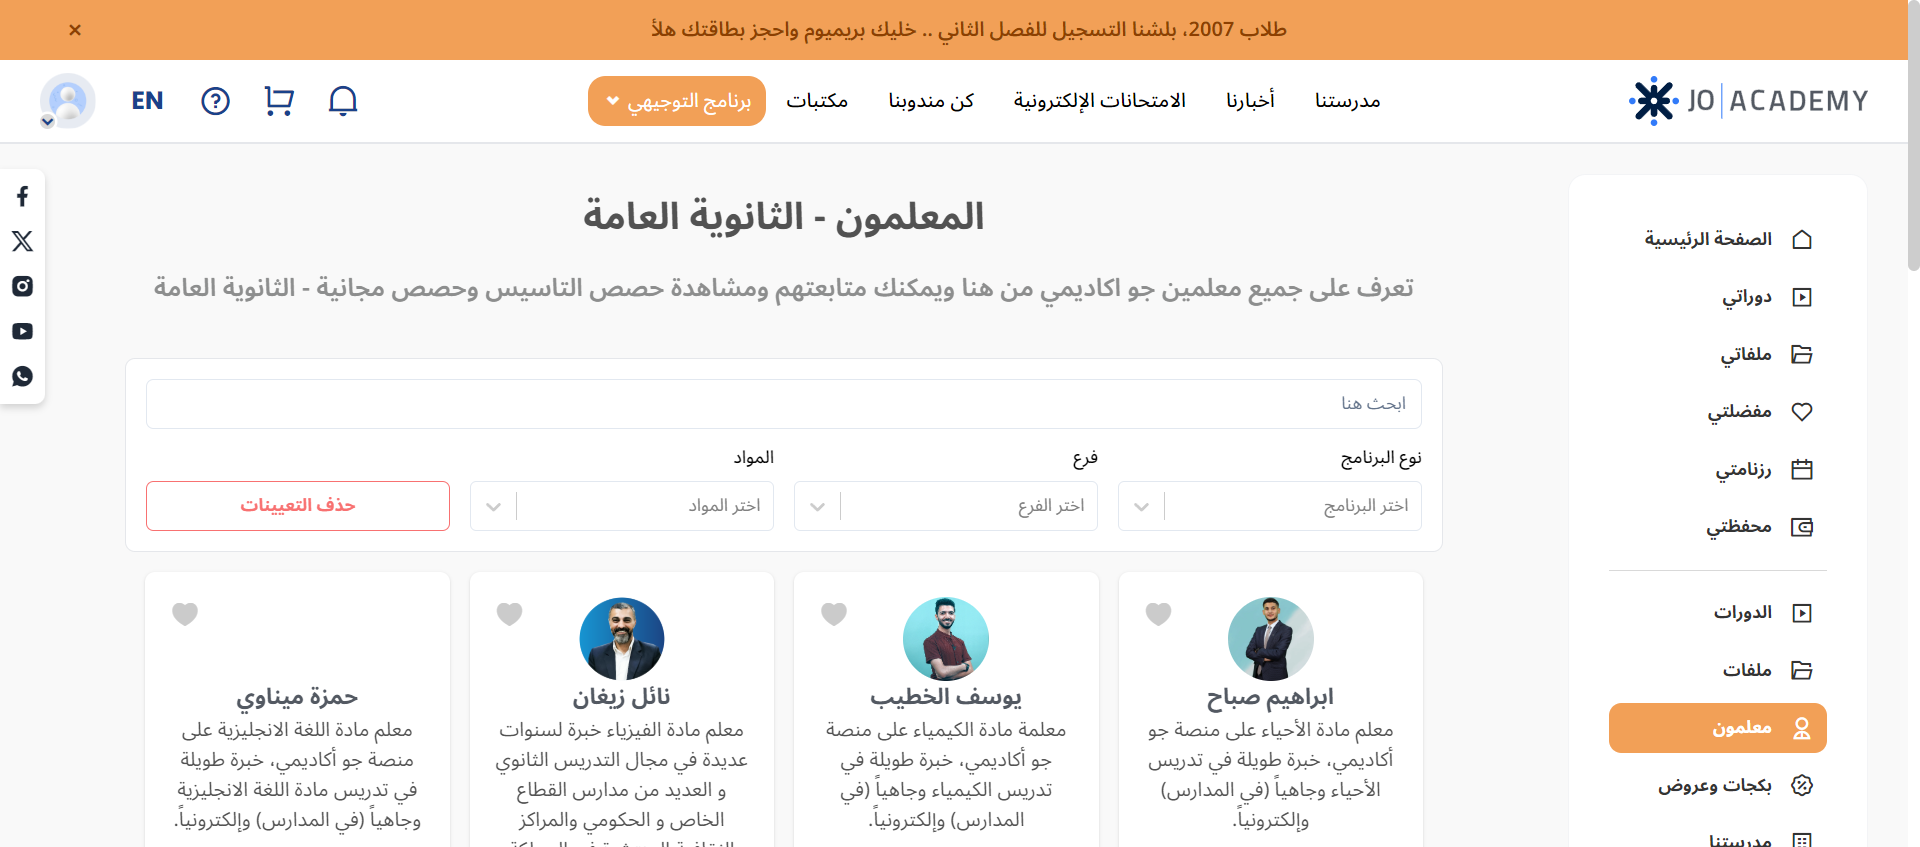 طلاب 2007، بلشنا التسجيل للفصل الثاني .. خليك بريميوم واحجز بطاقتك هلأ
JO ACADEMY
مدرستنا
أخبارنا
الامتحانات الإلكترونية
كن مندوبنا
مكتبات
برنامج التوجيهي
EN
الصفحة الرئيسية
دوراتي
ملفاتي
مفضلتي
رزنامتي
محفظتي
الدورات
ملفات
معلمون
بكجات وعروض
مدرستنا
المعلمون - الثانوية العامة
تعرف على جميع معلمين جو اكاديمي من هنا ويمكنك متابعتهم ومشاهدة حصص التاسيس وحصص مجانية - الثانوية العامة
ابحث هنا
نوع البرنامج
فرع
المواد
اختر البرنامج
اختر الفرع
اختر المواد
حذف التعيينات
ابراهيم صباح
معلم مادة الأحياء على منصة جو
أكاديمي، خبرة طويلة في تدريس
الأحياء وجاهياً (في المدارس)
وإلكترونياً.
يوسف الخطيب
معلمة مادة الكيمياء على منصة
جو أكاديمي، خبرة طويلة في
تدريس الكيمياء وجاهياً (في
المدارس) وإلكترونياً.
نائل زيغان
معلم مادة الفيزياء خبرة لسنوات
عديدة في مجال التدريس الثانوي
و العديد من مدارس القطاع
الخاص و الحكومي والمراكز
حمزة ميناوي
معلم مادة اللغة الانجليزية على
منصة جو أكاديمي، خبرة طويلة
في تدريس مادة اللغة الانجليزية
وجاهياً (في المدارس) وإلكترونياً.